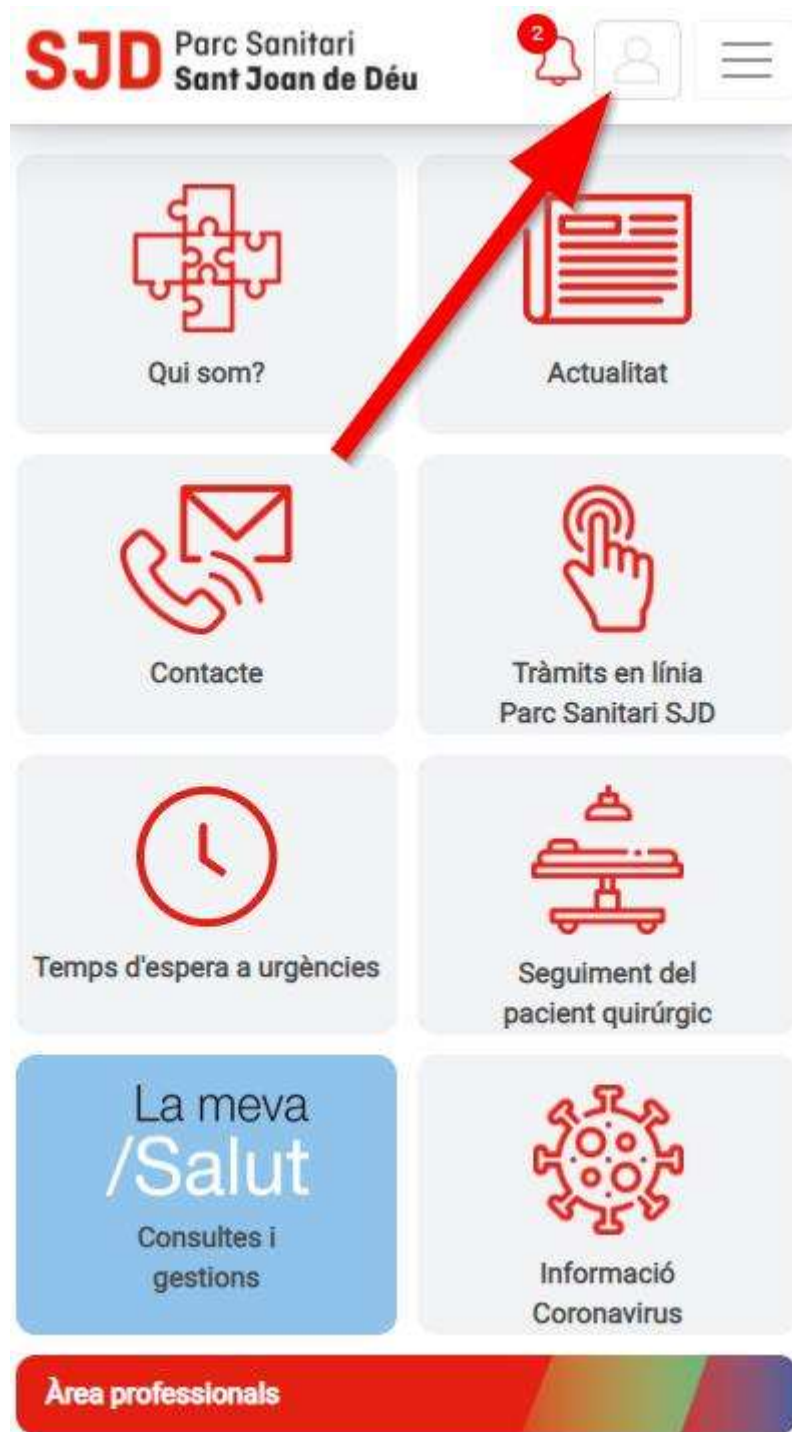 SJD Parc Sanitari
Sant Joan de Déu
2
Qui som?
Actualitat
Contacte
Tràmits en línia
Parc Sanitari SJD
Temps d'espera a urgències
Seguiment del
pacient quirúrgic
La meva
/Salut
Consultes i
gestions
Informació
Coronavirus
Àrea professionals